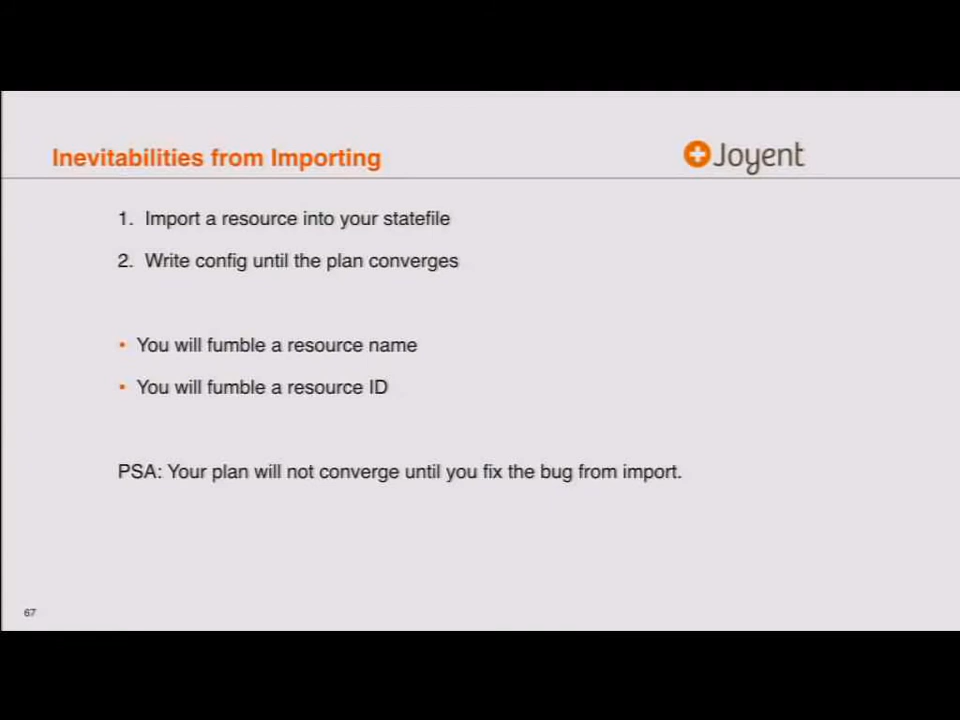 Inevitabilities from Importing
Joyent
1. Import a resource into your statefile
2. Write config until the plan converges
• You will fumble a resource name
• You will fumble a resource ID
PSA: Your plan will not converge until you fix the bug from import.
67